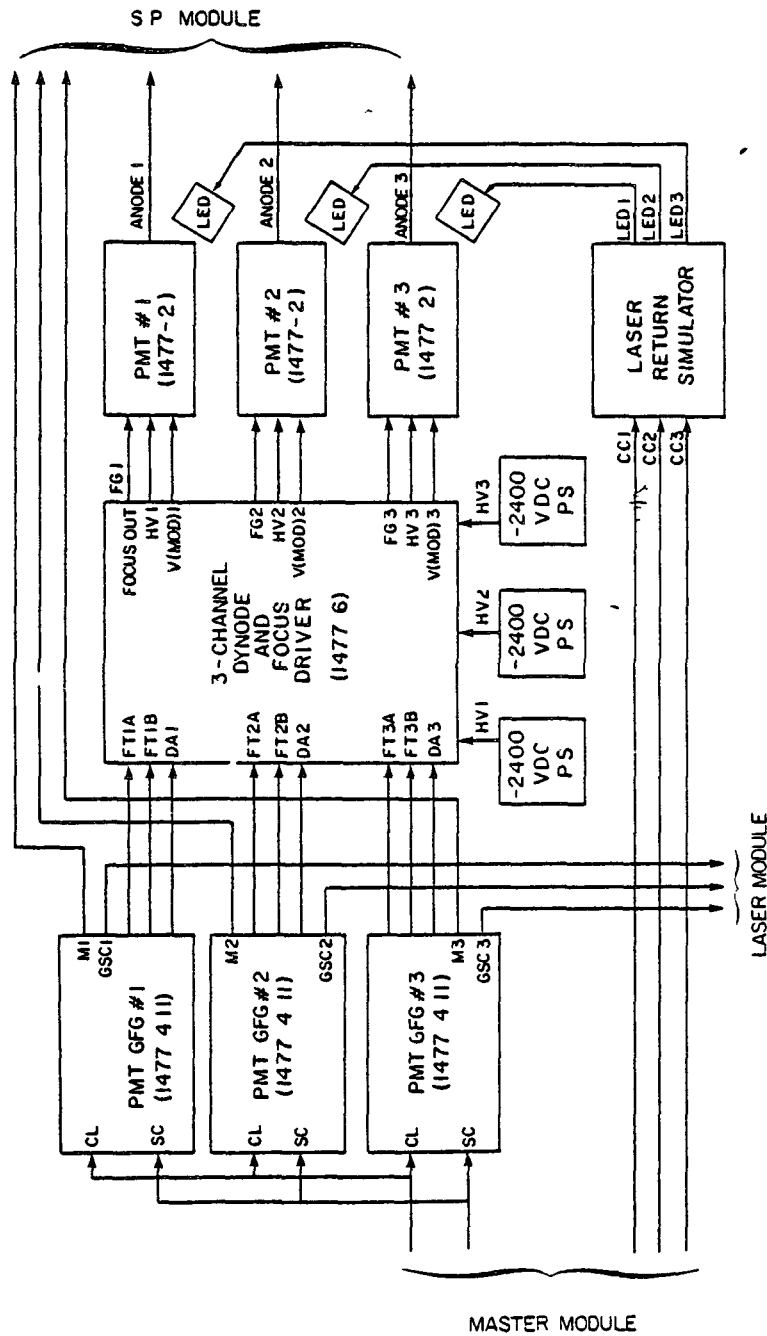 S P MODULE
ANODE 1
ANODE 2
ANODE 3
LED
LED
LED
PMT #1
(1477-2)
PMT #2
(1477-2)
PMT #3
(1477 2)
LED1
LED2
LED3
LASER
RETURN
SIMULATOR
CC1
CC2
CC3
FG1
FOCUS OUT
HV1
V(MOD)1
FG2
HV2
V(MOD)2
FG3
HV3
V(MOD)3
3-CHANNEL
DYNODE
AND
FOCUS
DRIVER
(1477 6)
FT1A
FT1B
DA1
FT2A
FT2B
DA2
FT3A
FT3B
DA3
HV1
-2400
VDC
PS
HV2
-2400
VDC
PS
HV3
-2400
VDC
PS
M1
GSC1
PMT GFG #1
(1477 4 11)
CL
SC
M2
GSC2
PMT GFG #2
(1477 4 11)
CL
SC
M3
GSC3
PMT GFG #3
(1477 4 11)
CL
SC
LASER MODULE
MASTER MODULE